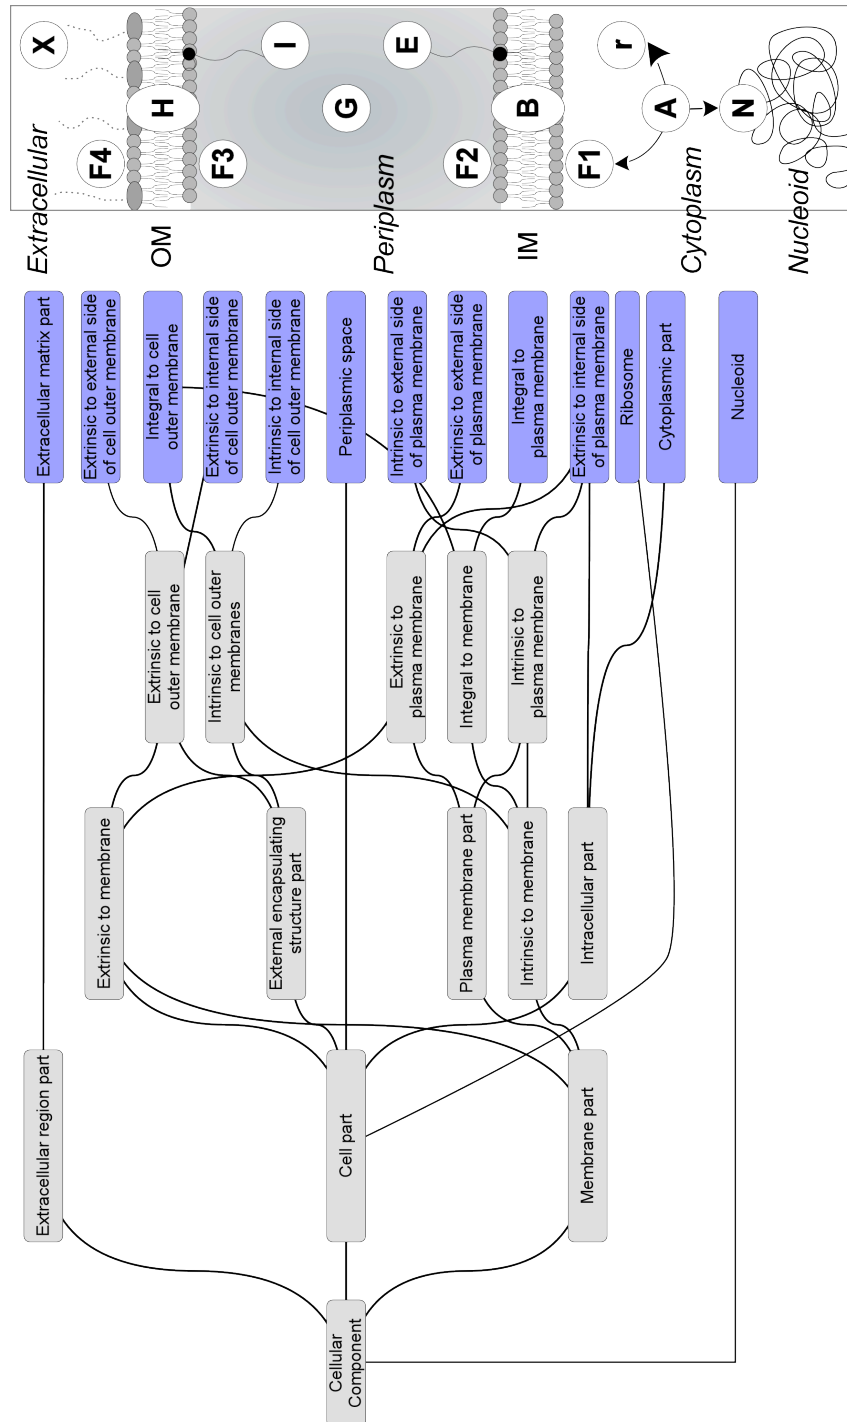 X
I
E
r
H
G
B
A
N
F4
F3
F2
F1
Extracellular
OM
Periplasm
IM
Cytoplasm
Nucleoid
Extracellular matrix part
Extrinsic to external side
of cell outer membrane
Integral to cell
outer membrane
Extrinsic to internal side
of cell outer membrane
Intrinsic to internal side
of cell outer membrane
Periplasmic space
Intrinsic to external side
of plasma membrane
Extrinsic to external side
of plasma membrane
Integral to
plasma membrane
Extrinsic to internal side
of plasma membrane
Ribosome
Cytoplasmic part
Nucleoid
Extrinsic to cell
outer membrane
Intrinsic to cell outer
membranes
Extrinsic to
plasma membrane
Integral to membrane
Intrinsic to
plasma membrane
Extrinsic to membrane
External encapsulating
structure part
Plasma membrane part
Intrinsic to membrane
Intracellular part
Extracellular region part
Cell part
Membrane part
Cellular
Component